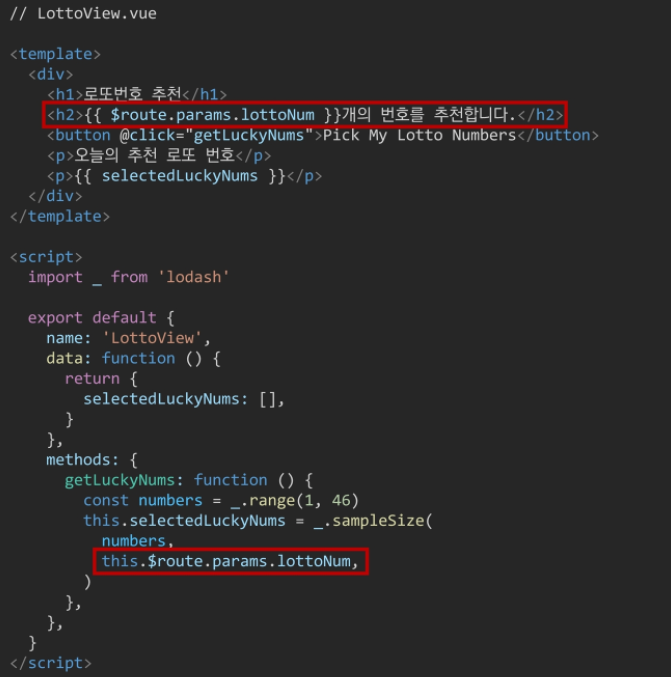 // LottoView.vue
<template>
<div>
<h1>로또번호 추천</h1>
<h2>{{ $route.params.lottoNum }}개의 번호를 추천합니다.</h2>
<button @click="getLuckyNums">Pick My Lotto Numbers</button>
<p>오늘의 추천 로또 번호</p>
<p>{{ selectedLuckyNums }}</p>
</div>
</template>
<script>
import _ from 'lodash'
export default {
name: 'LottoView',
data: function () {
return {
selectedLuckyNums: [],
}
},
methods: {
getLuckyNums: function () {
const numbers = _.range(1, 46)
this.selectedLuckyNums = _.sampleSize(
numbers,
this.$route.params.lottoNum,
)
},
},
}
</script>